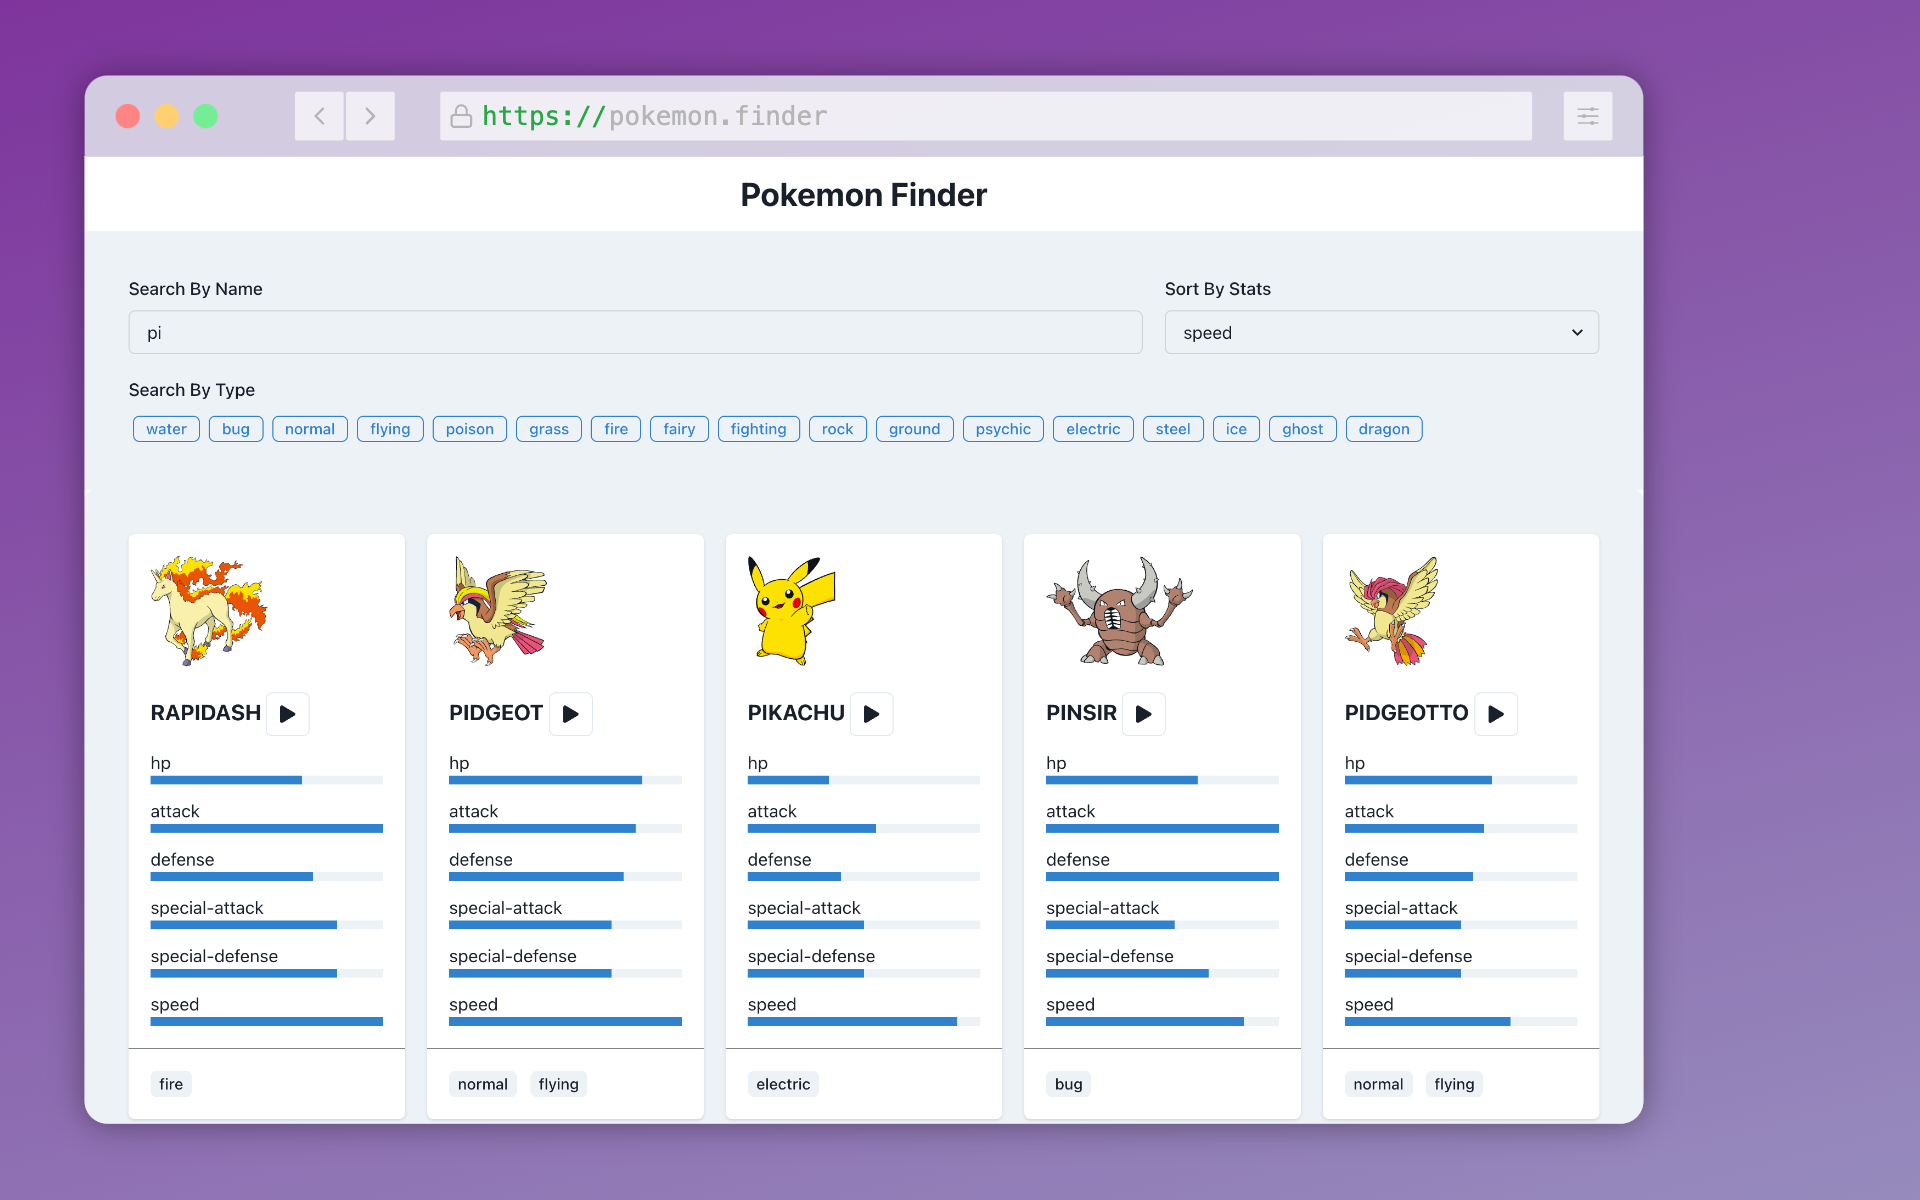 https://pokemon.finder
Pokemon Finder
Search By Name
Sort By Stats
pi
speed
Search By Type
water bug normal flying poison grass fire fairy fighting rock ground psychic electric steel ice ghost dragon
RAPIDASH
hp
attack
defense
special-attack
special-defense
speed
fire
PIDGEOT
hp
attack
defense
special-attack
special-defense
speed
normal flying
PIKACHU
hp
attack
defense
special-attack
special-defense
speed
electric
PINSIR
hp
attack
defense
special-attack
special-defense
speed
bug
PIDGEOTTO
hp
attack
defense
special-attack
special-defense
speed
normal flying